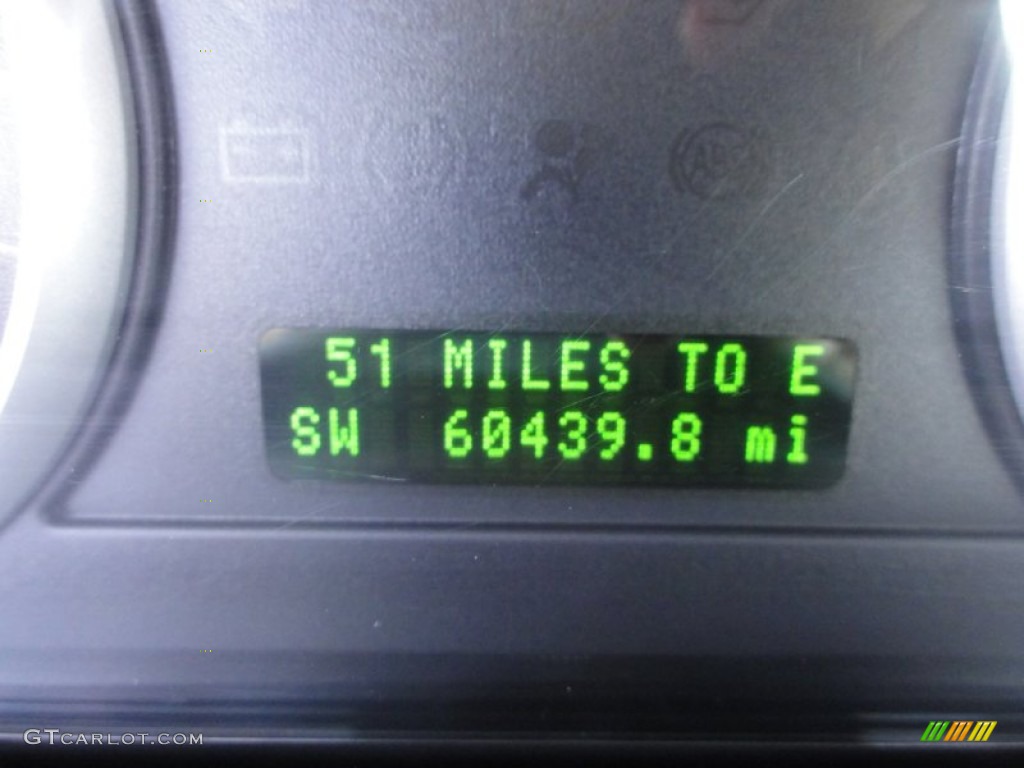 51 MILES TO E
SW 60439.8 mi
GTCARLOT.COM